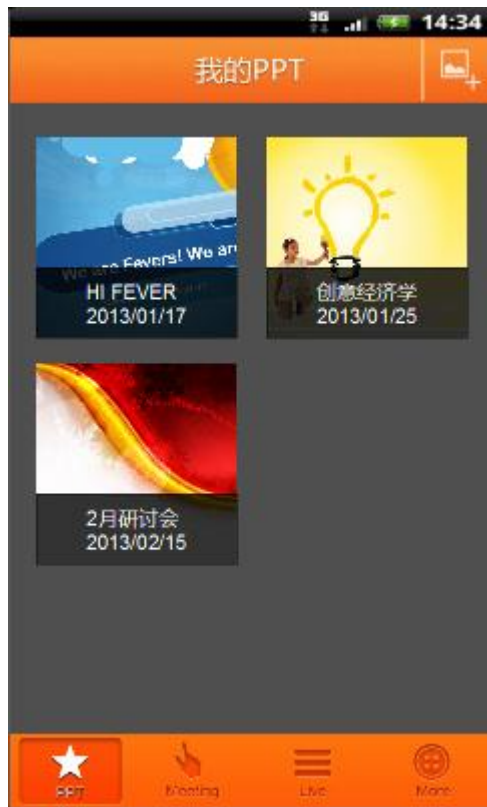 3G
14:34
我的PPT
We are Fevers! We are
HI FEVER
2013/01/17
创意经济学
2013/01/25
2月研讨会
2013/02/15
PPT
Meeting
Live
More